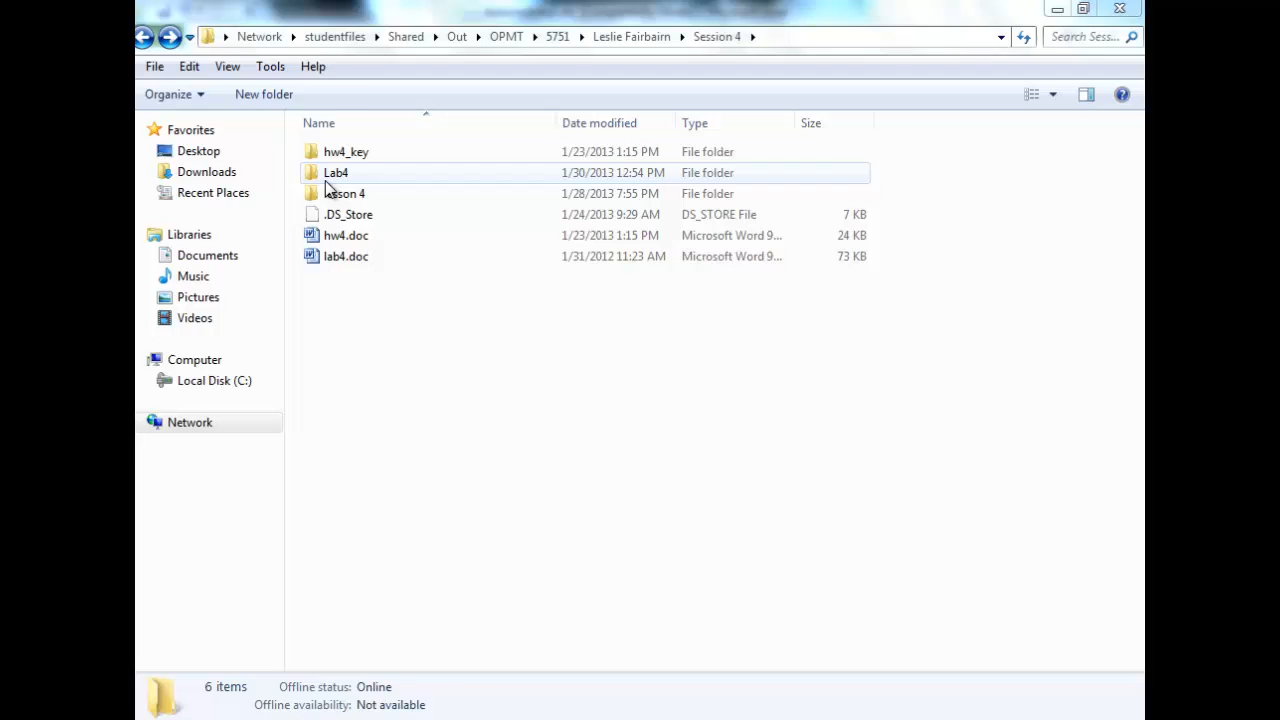 Network studentfiles Shared Out OPMT 5751 Leslie Fairbairn Session 4 Search Sess...
File Edit View Tools Help
Organize New folder
Name Date modified Type Size
Favorites
Desktop
Downloads
Recent Places
Libraries
Documents
Music
Pictures
Videos
Computer
Local Disk (C:)
Network
hw4_key 1/23/2013 1:15 PM File folder
Lab4 1/30/2013 12:54 PM File folder
4 1/28/2013 7:55 PM File folder
.DS_Store 1/24/2013 9:29 AM DS_STORE File 7 KB
hw4.doc 1/23/2013 1:15 PM Microsoft Word 9... 24 KB
lab4.doc 1/31/2012 11:23 AM Microsoft Word 9... 73 KB
6 items Offline status: Online
Offline availability: Not available